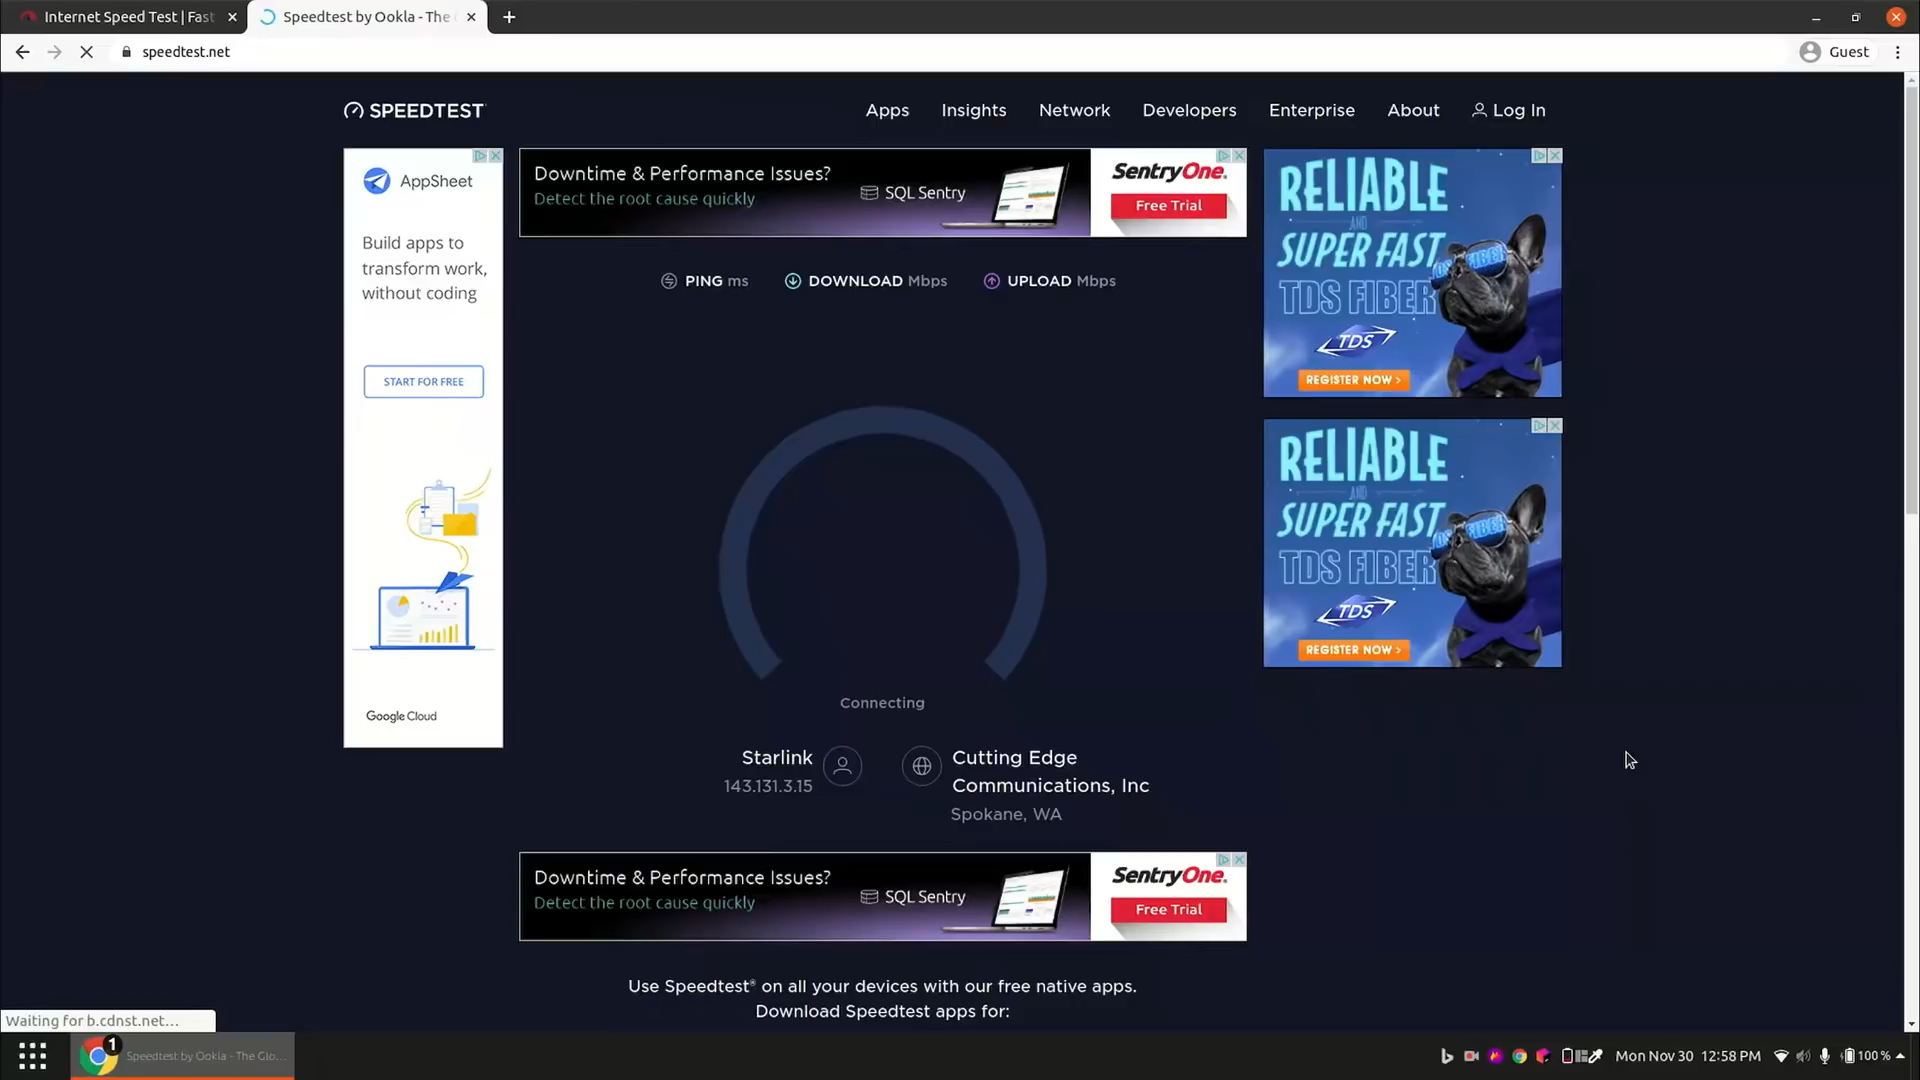 Internet Speed Test | Fast
Speedtest by Ookla - The
speedtest.net
Guest
SPEEDTEST
Apps
Insights
Network
Developers
Enterprise
About
Log In
AppSheet
Build apps to
transform work,
without coding
START FOR FREE
Google Cloud
Downtime & Performance Issues?
Detect the root cause quickly
SQL Sentry
SentryOne.
Free Trial
PING ms
DOWNLOAD Mbps
UPLOAD Mbps
Connecting
Starlink
143.131.3.15
Cutting Edge
Communications, Inc
Spokane, WA
RELIABLE
AND
SUPER FAST
TDS FIBER
TDS FIBER
TDS
REGISTER NOW >
RELIABLE
AND
SUPER FAST
TDS FIBER
FIBER
TDS
REGISTER NOW >
Downtime & Performance Issues?
Detect the root cause quickly
SQL Sentry
SentryOne.
Free Trial
Use Speedtest® on all your devices with our free native apps.
Download Speedtest apps for:
Waiting for b.cdnst.net...
1
Speedtest by Ookla - The Glo...
Mon Nov 30 12:58 PM
100 %